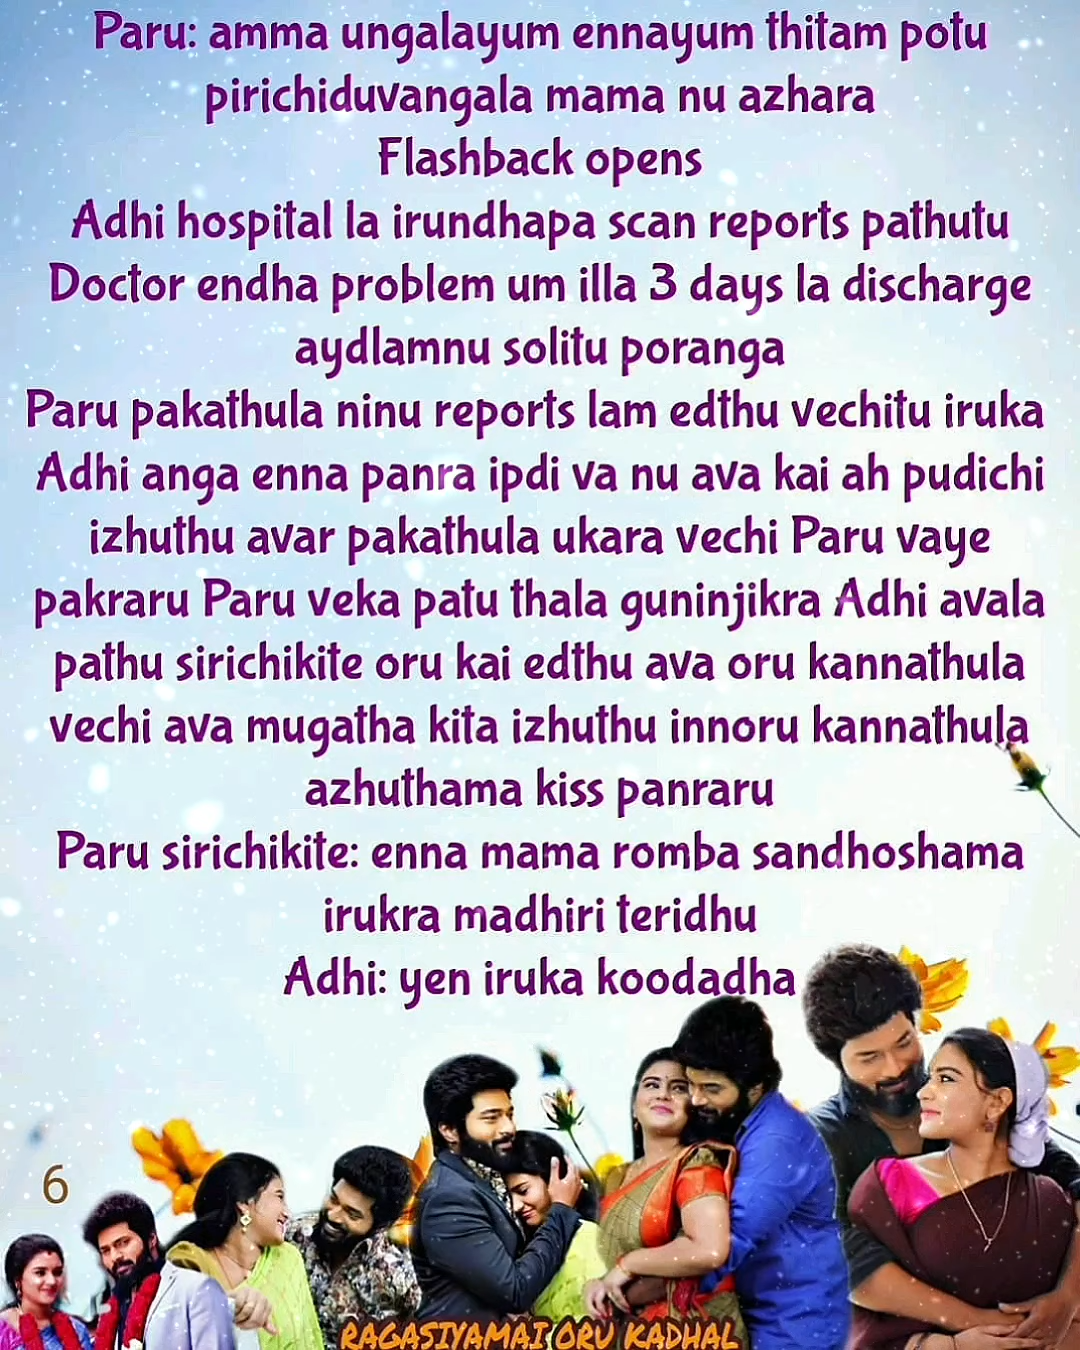 Paru: amma ungalayum ennayum thitam potu
pirichiduvangala mama nu azhara
Flashback opens
Adhi hospital la irundhapa scan reports pathutu
Doctor endha problem um illa 3 days la discharge
aydlamnu solitu poranga
Paru pakathula ninu reports lam edthu vechitu iruka
Adhi anga enna panra ipdi va nu ava kai ah pudichi
izhuthu avar pakathula ukara vechi Paru vaye
pakraru Paru veka patu thala guninjikra Adhi avala
pathu sirichikite oru kai edthu ava oru kannathula
vechi ava mugatha kita izhuthu innoru kannathula
azhuthama kiss panraru
Paru sirichikite: enna mama romba sandhoshama
irukra madhiri teridhu
Adhi: yen iruka koodadha
6
RAGASIYAMAI ORU KADHAL